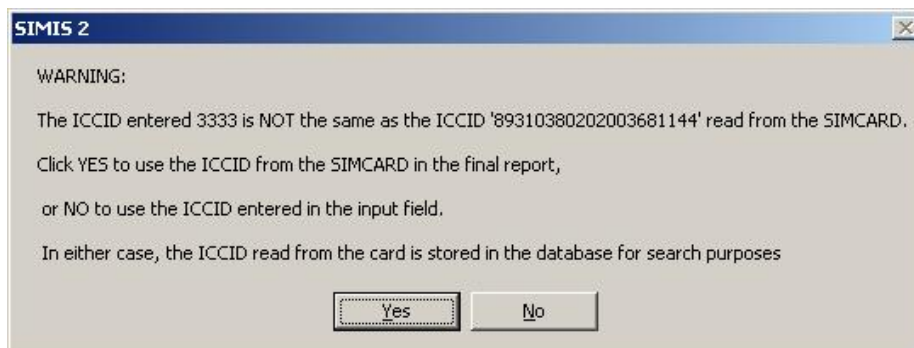 SIMIS 2
WARNING:
The ICCID entered 3333 is NOT the same as the ICCID '89310380202003681144' read from the SIMCARD.
Click YES to use the ICCID from the SIMCARD in the final report,
or NO to use the ICCID entered in the input field.
In either case, the ICCID read from the card is stored in the database for search purposes
Yes No